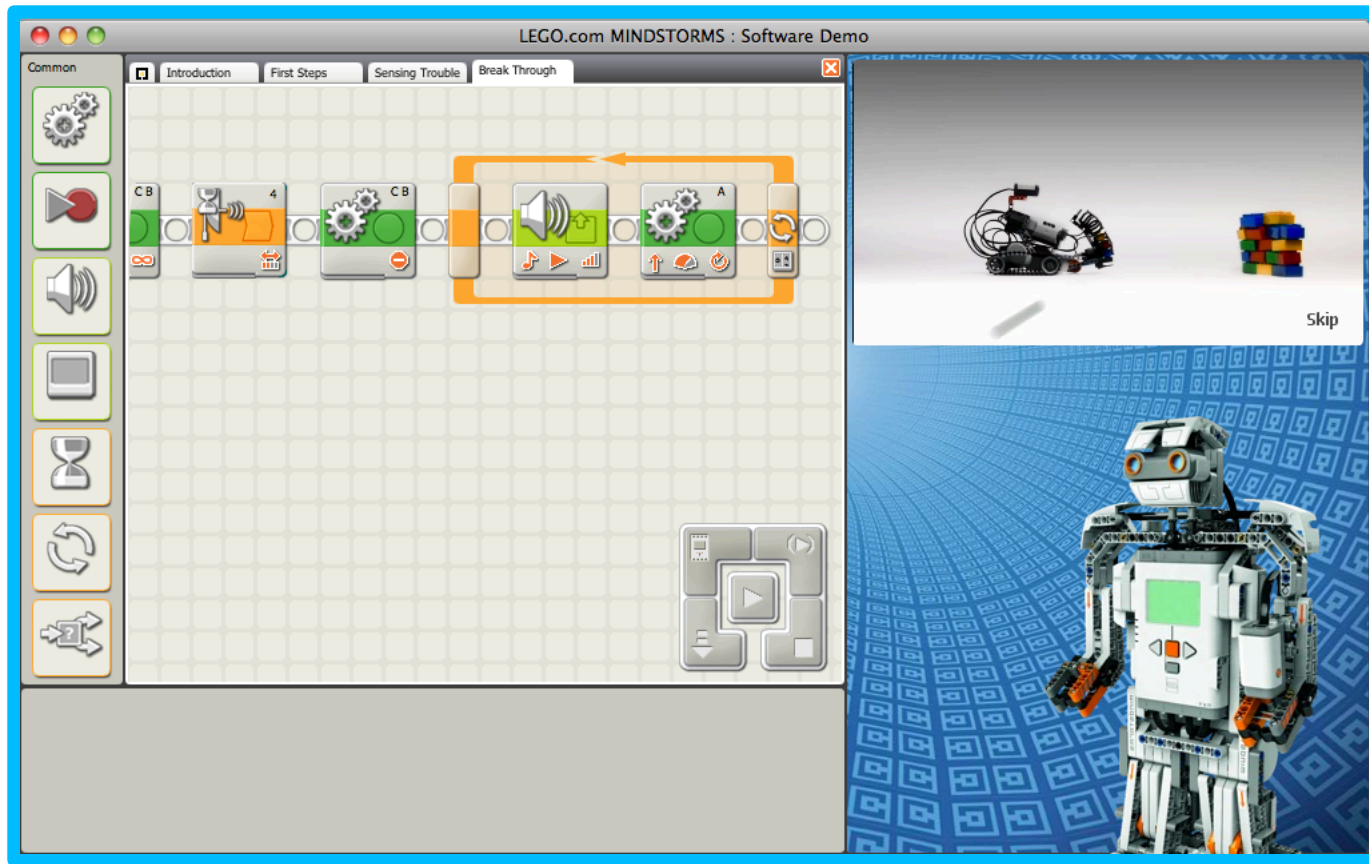 LEGO.com MINDSTORMS : Software Demo
Common
Introduction
First Steps
Sensing Trouble
Break Through
C B
4
C B
A
Skip